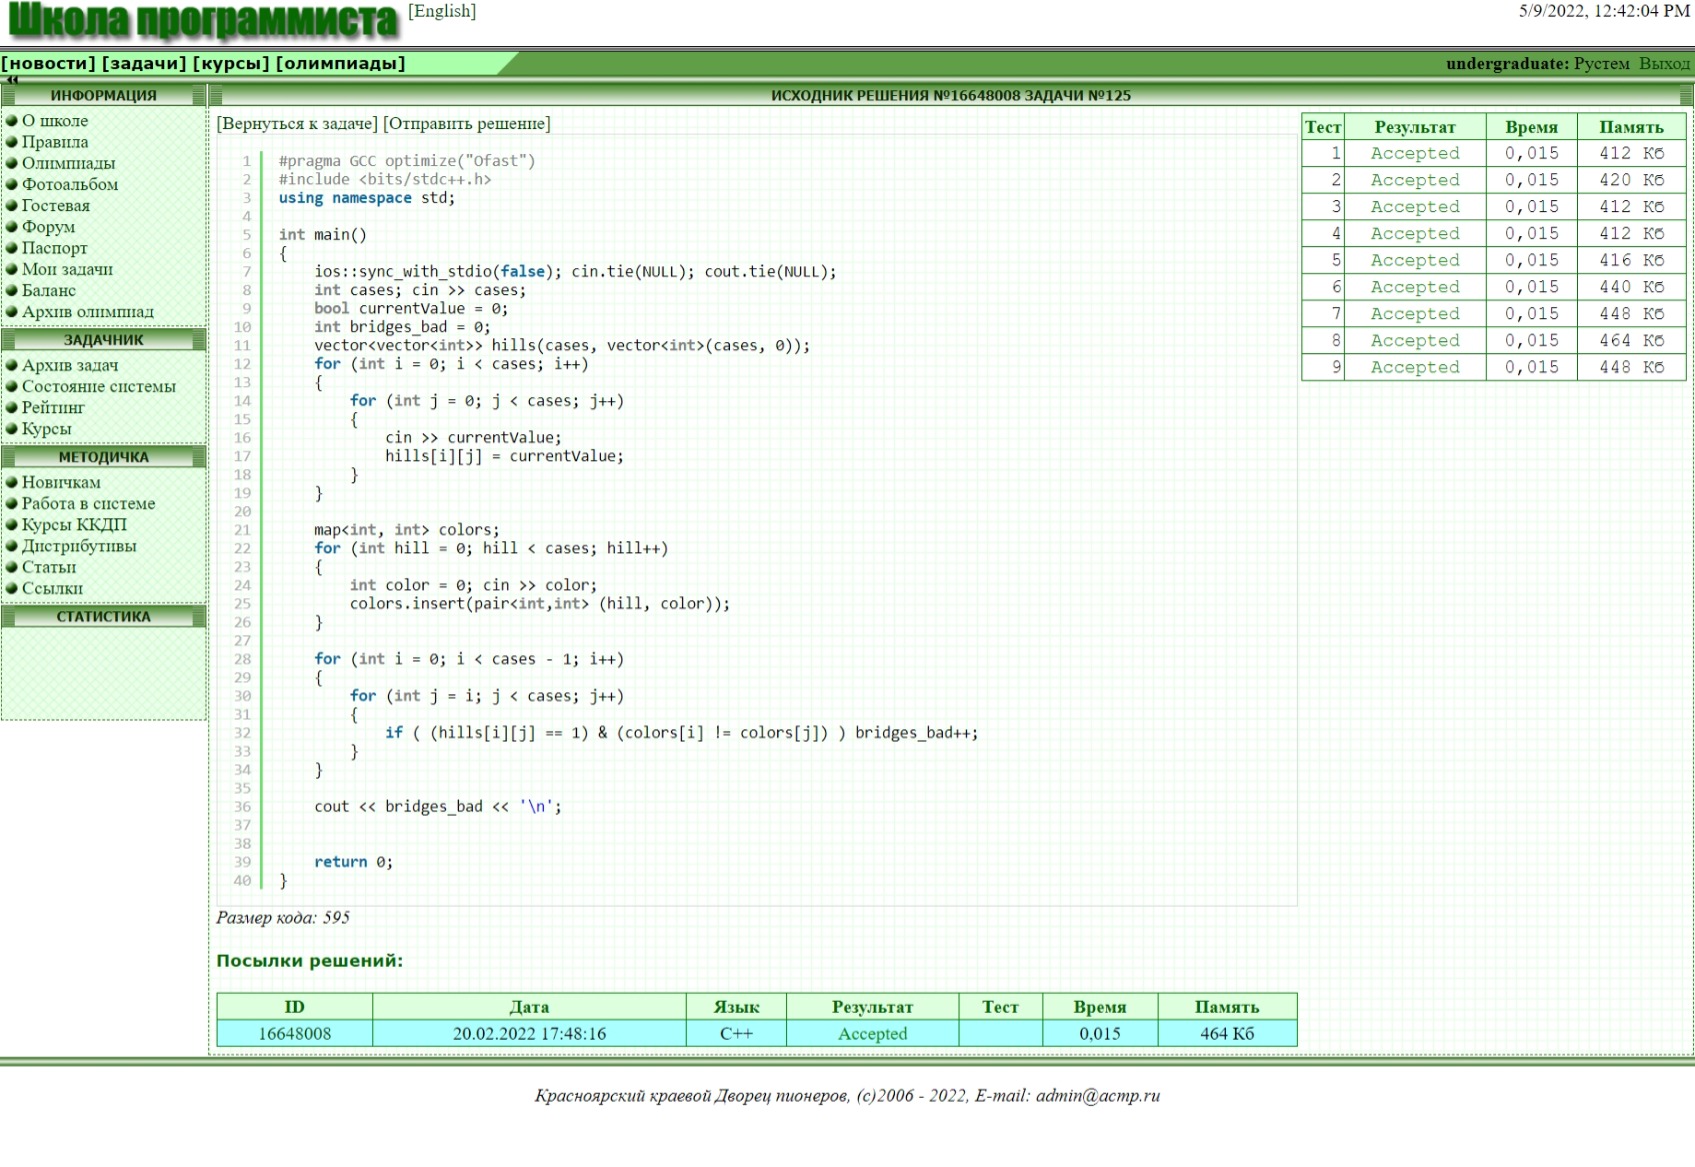 Школа программиста [English] 5/9/2022, 12:42:04 PM
[новости] [задачи] [курсы] [олимпиады] undergraduate: Рустем Выход
ИНФОРМАЦИЯ
О школе
Правила
Олимпиады
Фотоальбом
Гостевая
Форум
Паспорт
Мои задачи
Баланс
Архив олимпиад
ЗАДАЧНИК
Архив задач
Состояние системы
Рейтинг
Курсы
МЕТОДИЧКА
Новичкам
Работа в системе
Курсы ККДП
Дистрибутивы
Статьи
Ссылки
СТАТИСТИКА
ИСХОДНИК РЕШЕНИЯ №16648008 ЗАДАЧИ №125
[Вернуться к задаче] [Отправить решение]
1 #pragma GCC optimize("Ofast")
2 #include <bits/stdc++.h>
3 using namespace std;
4
5 int main()
6 {
7     ios::sync_with_stdio(false); cin.tie(NULL); cout.tie(NULL);
8     int cases; cin >> cases;
9     bool currentValue = 0;
10     int bridges_bad = 0;
11     vector<vector<int>> hills(cases, vector<int>(cases, 0));
12     for (int i = 0; i < cases; i++)
13     {
14         for (int j = 0; j < cases; j++)
15         {
16             cin >> currentValue;
17             hills[i][j] = currentValue;
18         }
19     }
20
21     map<int, int> colors;
22     for (int hill = 0; hill < cases; hill++)
23     {
24         int color = 0; cin >> color;
25         colors.insert(pair<int,int> (hill, color));
26     }
27
28     for (int i = 0; i < cases - 1; i++)
29     {
30         for (int j = i; j < cases; j++)
31         {
32             if ( (hills[i][j] == 1) & (colors[i] != colors[j]) ) bridges_bad++;
33         }
34     }
35
36     cout << bridges_bad << '\n';
37
38
39     return 0;
40 }
Размер кода: 595
Тест Результат Время Память
1 Accepted 0,015 412 Кб
2 Accepted 0,015 420 Кб
3 Accepted 0,015 412 Кб
4 Accepted 0,015 412 Кб
5 Accepted 0,015 416 Кб
6 Accepted 0,015 440 Кб
7 Accepted 0,015 448 Кб
8 Accepted 0,015 464 Кб
9 Accepted 0,015 448 Кб
Посылки решений:
ID Дата Язык Результат Тест Время Память
16648008 20.02.2022 17:48:16 C++ Accepted 0,015 464 Кб
Красноярский краевой Дворец пионеров, (c)2006 - 2022, E-mail: admin@acmp.ru